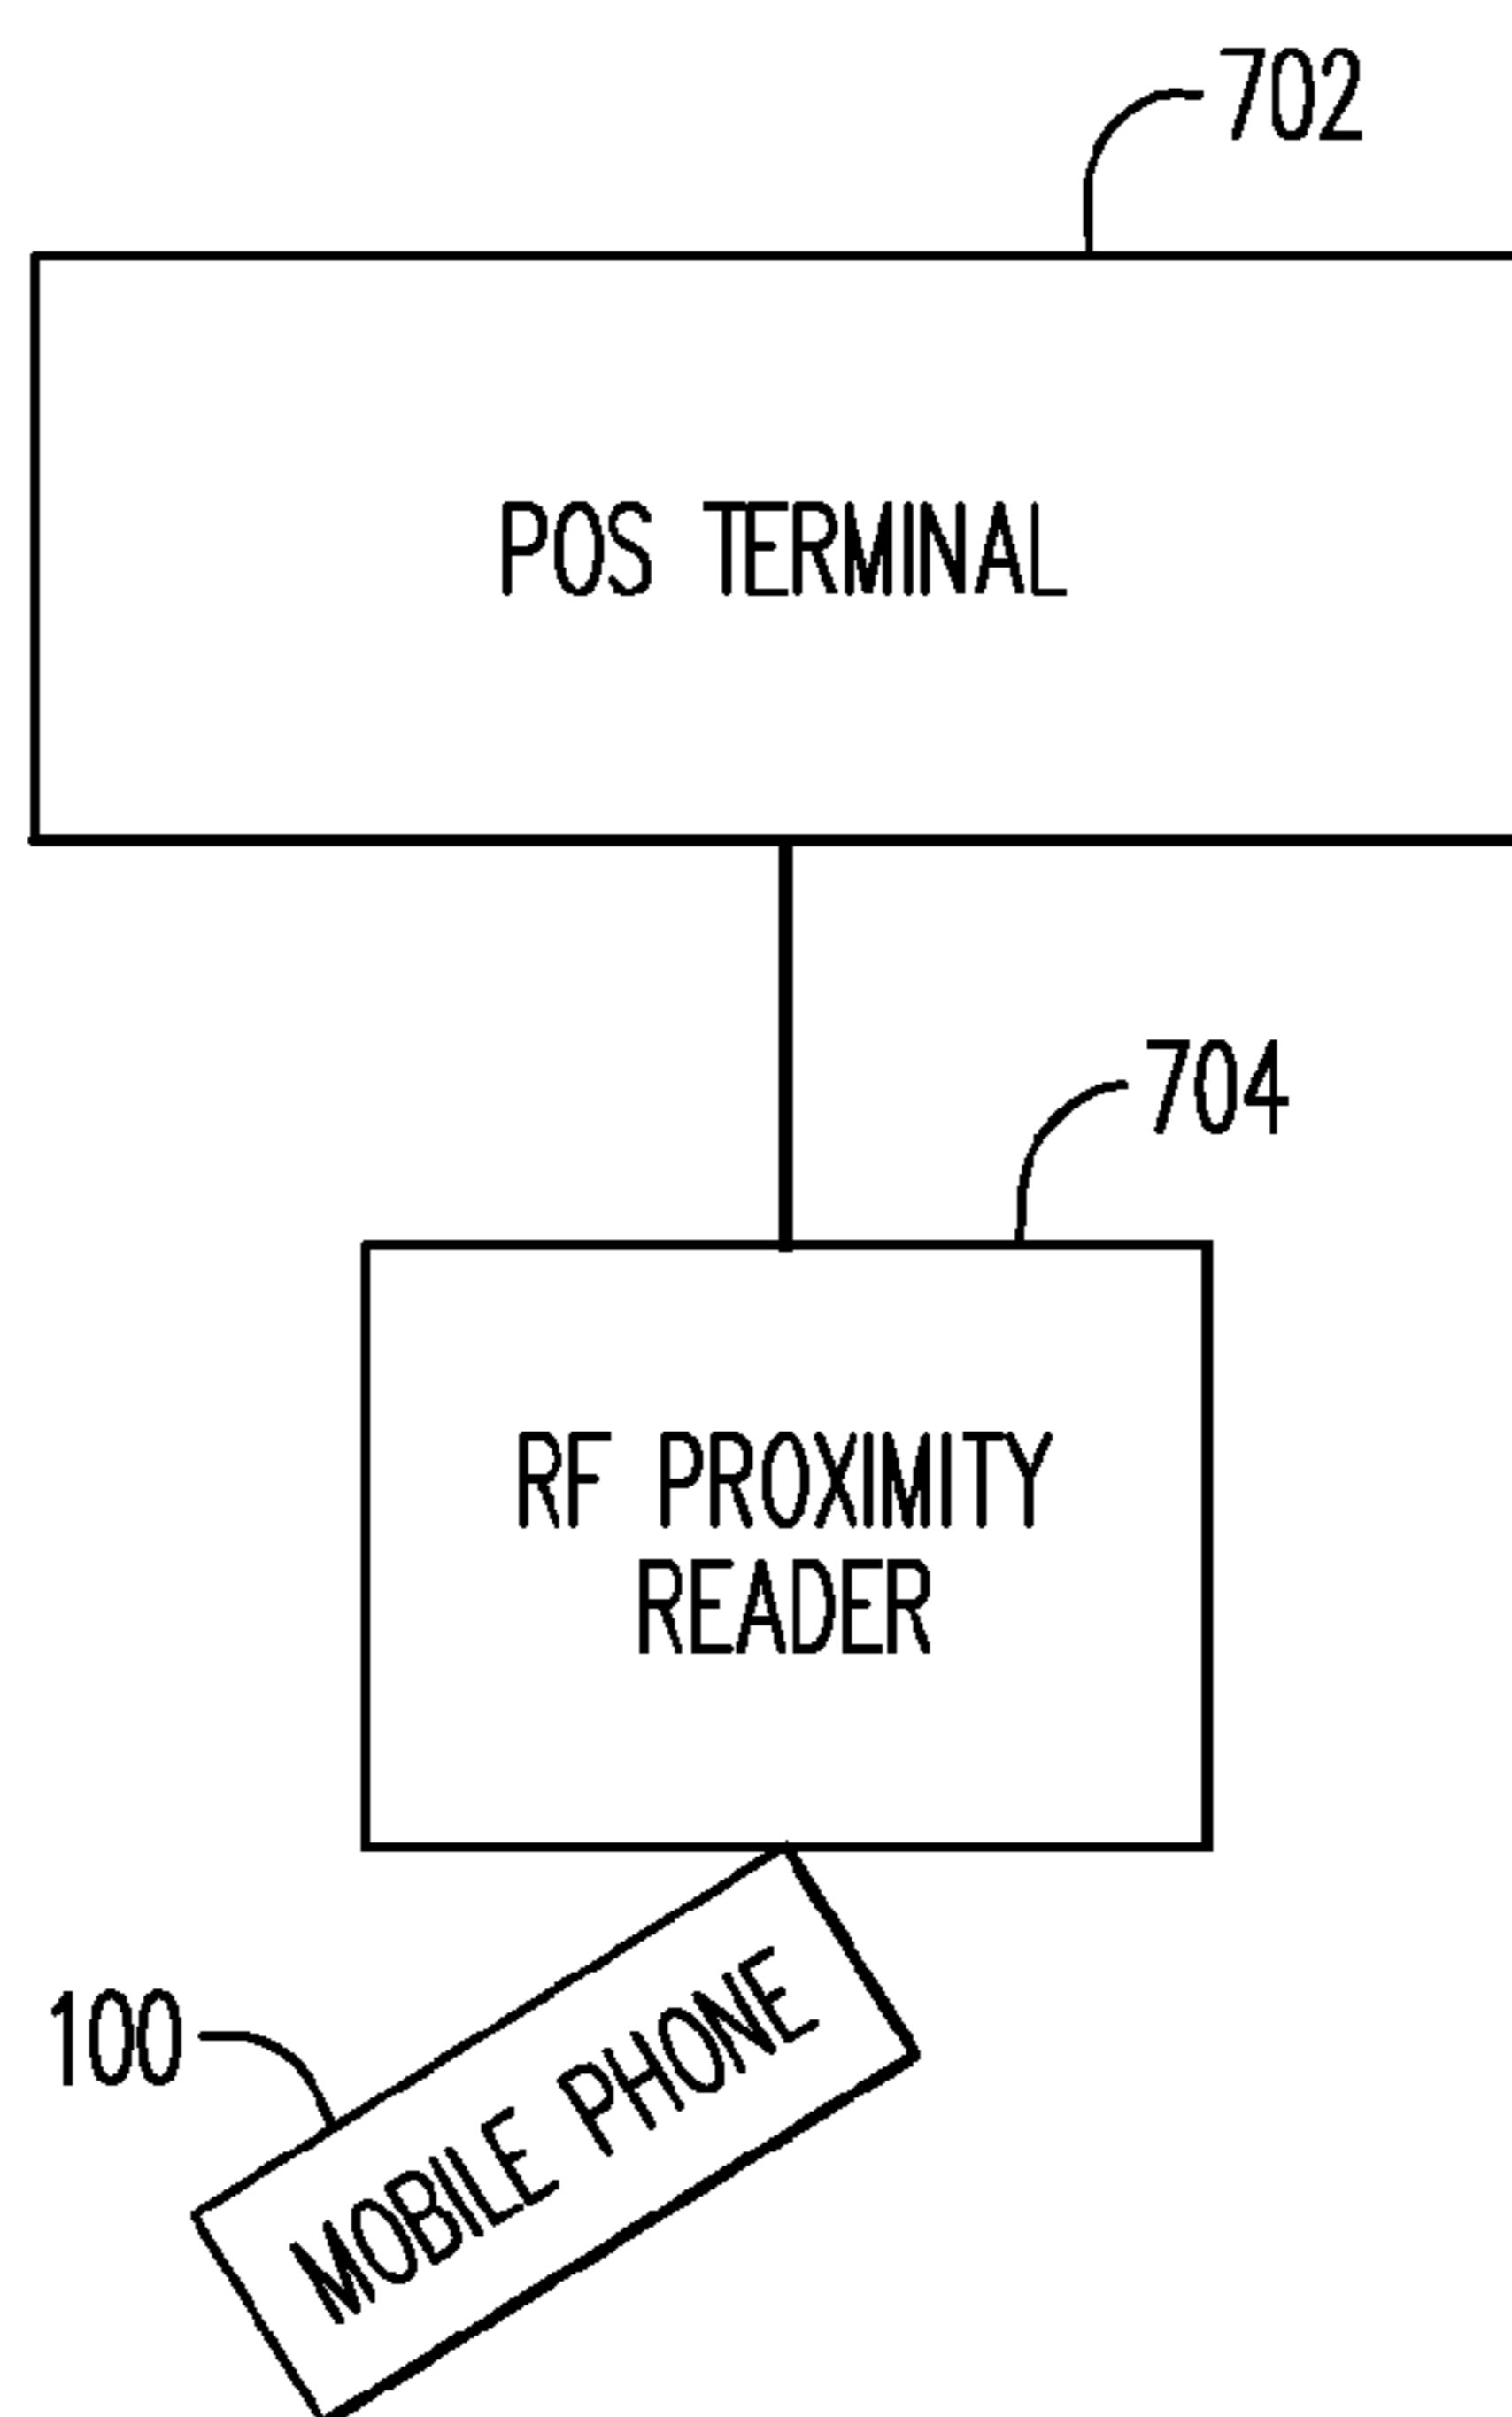 702
POS TERMINAL
704
RF PROXIMITY
READER
100
MOBILE PHONE